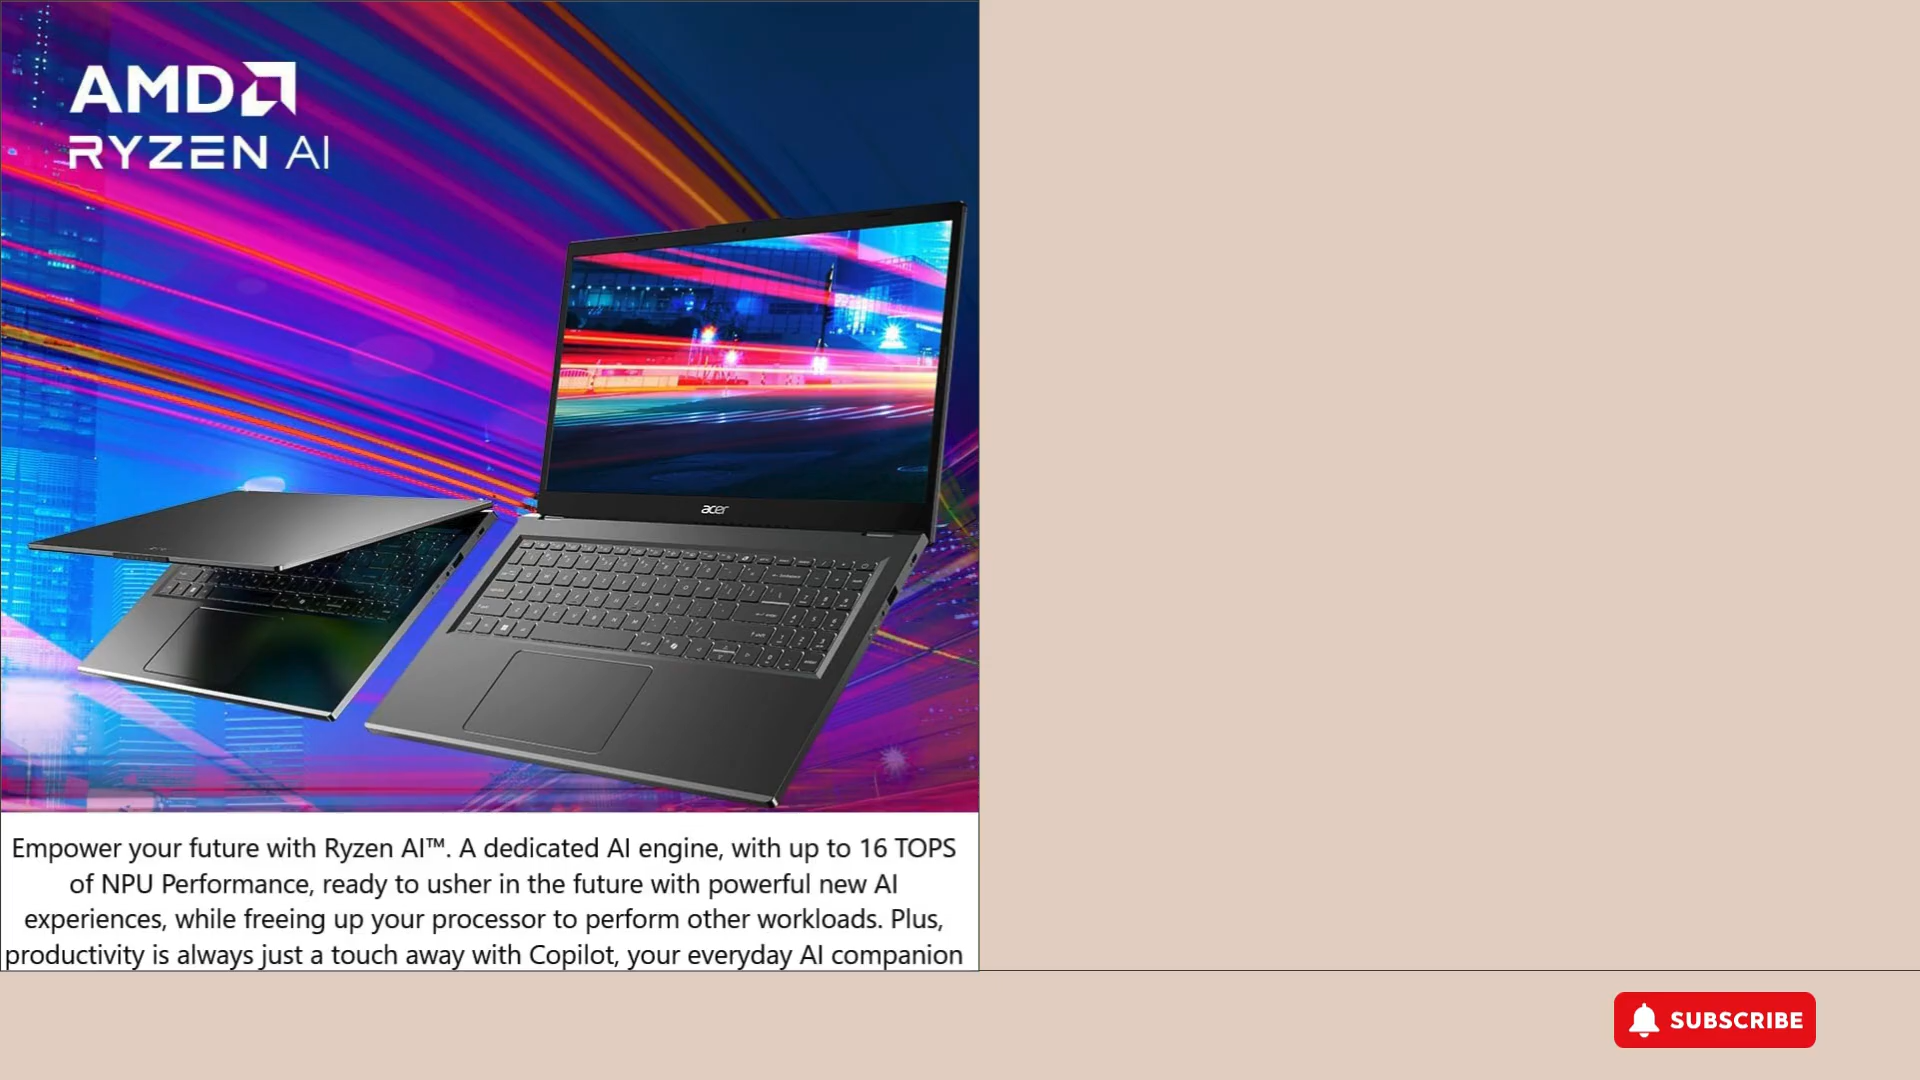 AMD
RYZEN AI
acer
Empower your future with Ryzen AI™. A dedicated AI engine, with up to 16 TOPS
of NPU Performance, ready to usher in the future with powerful new AI
experiences, while freeing up your processor to perform other workloads. Plus,
productivity is always just a touch away with Copilot, your everyday AI companion
SUBSCRIBE